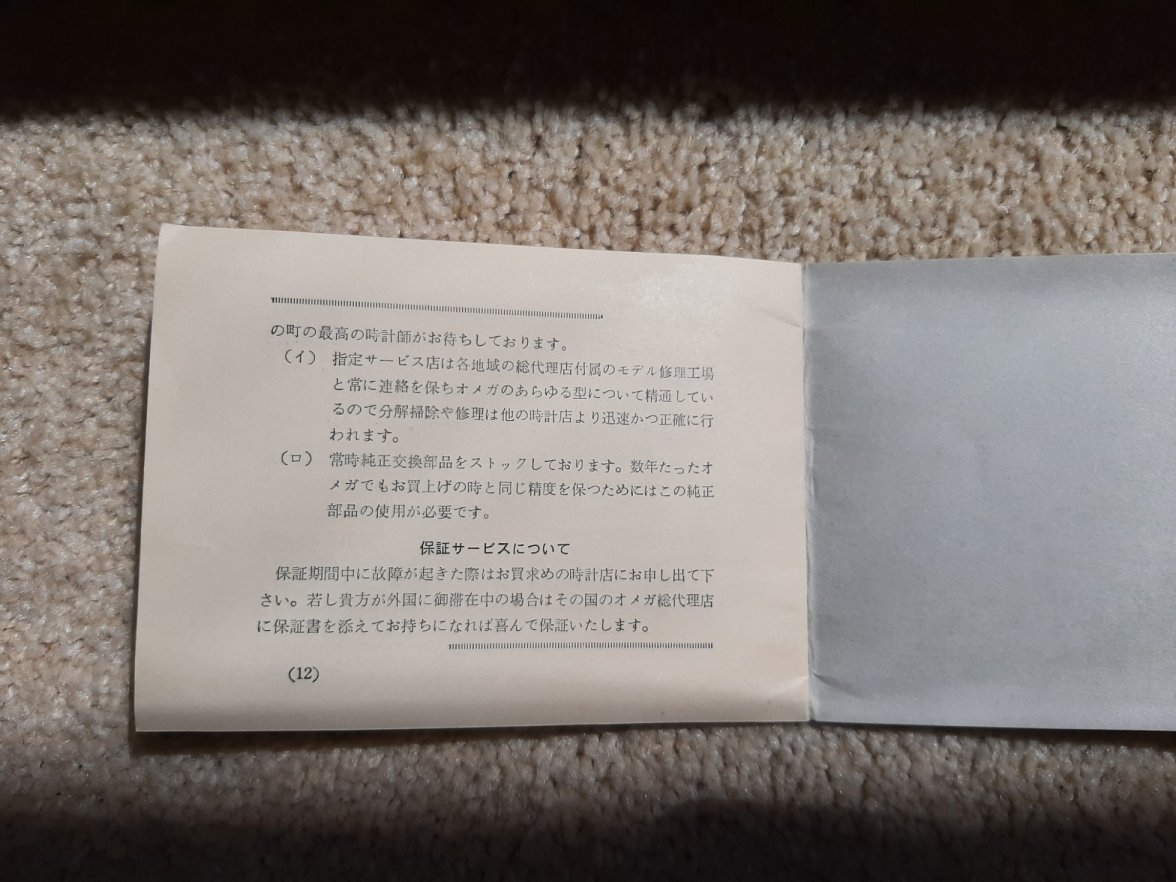 の町の最高の時計師がお待ちしております。
(イ) 指定サービス店は各地域の総代理店付属のモデル修理工場
と常に連絡を保ちオメガのあらゆる型について精通してい
るので分解掃除や修理は他の時計店より迅速かつ正確に行
われます。
(ロ) 常時純正交換部品をストックしております。数年たったオ
メガでもお買上げの時と同じ精度を保つためにはこの純正
部品の使用が必要です。
保証サービスについて
保証期間中に故障が起きた際はお買求めの時計店にお申し出て下
さい。若し貴方が外国に御滞在中の場合はその国のオメガ総代理店
に保証書を添えてお持ちになれば喜んで保証いたします。
(12)